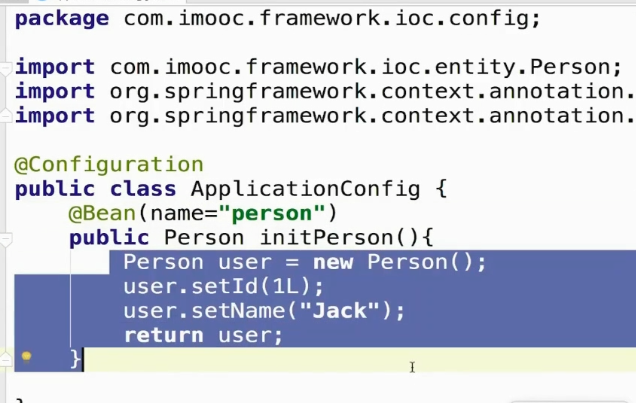 package com.imooc.framework.ioc.config;
import com.imooc.framework.ioc.entity.Person;
import org.springframework.context.annotation.
import org.springframework.context.annotation.
@Configuration
public class ApplicationConfig {
    @Bean(name="person")
    public Person initPerson(){
        Person user = new Person();
        user.setId(1L);
        user.setName("Jack");
        return user;
    }
}